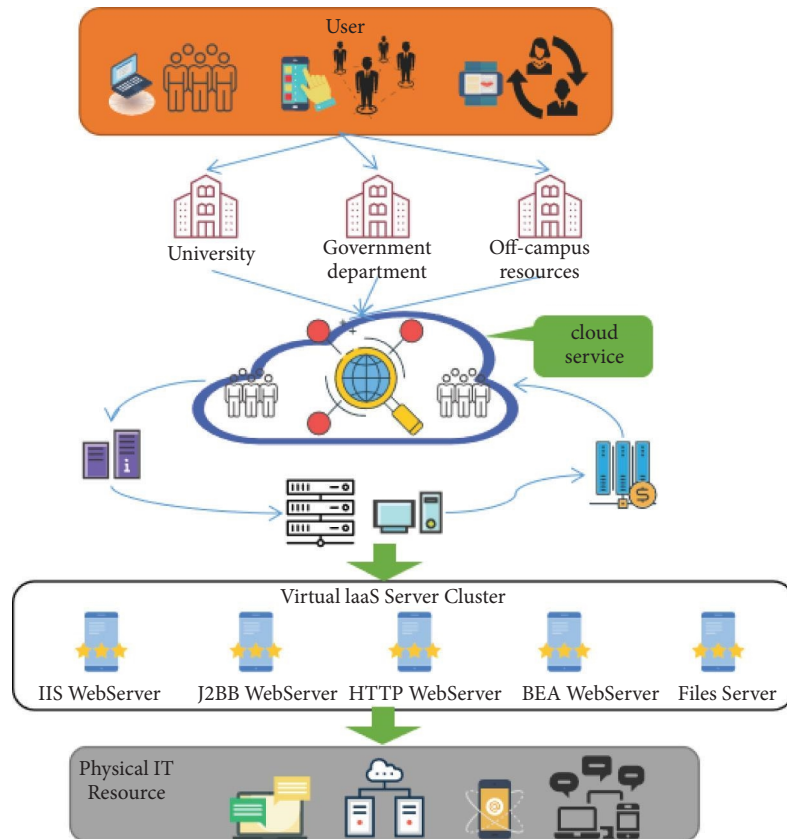 User
University
Government
department
Off-campus
resources
cloud
service
Virtual laaS Server Cluster
IIS WebServer
J2BB WebServer
HTTP WebServer
BEA WebServer
Files Server
Physical IT
Resource